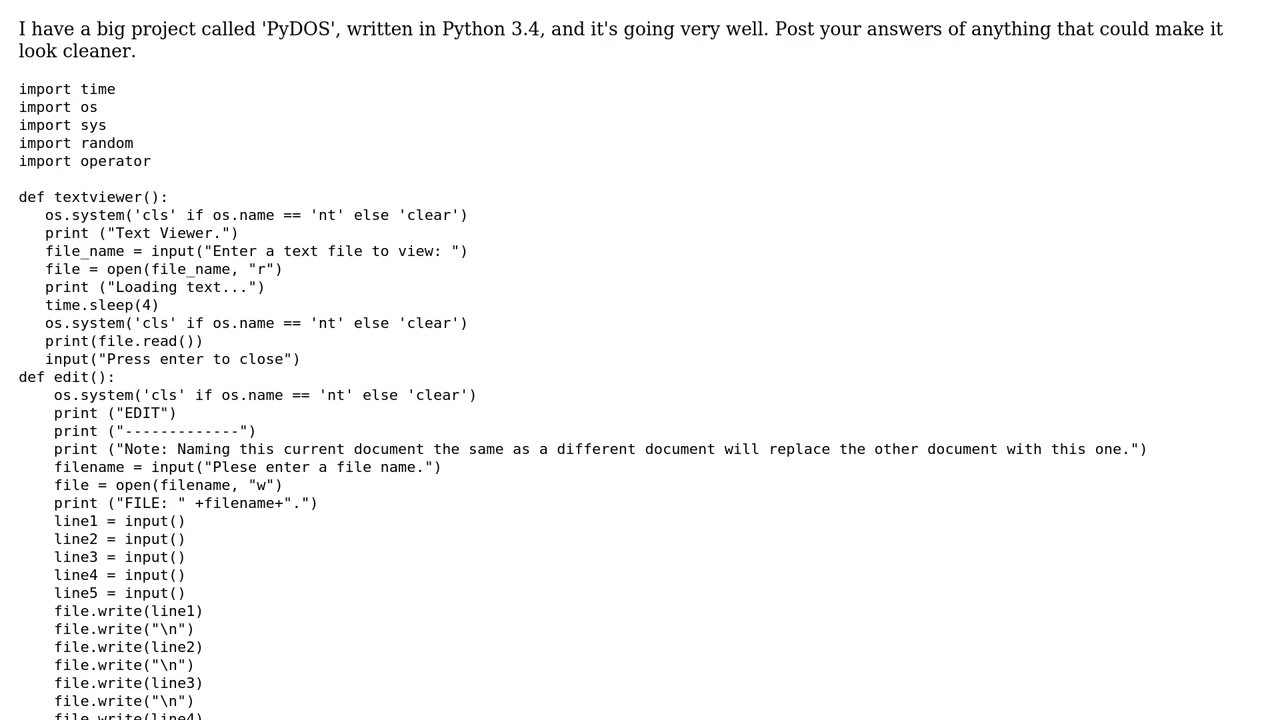 I have a big project called 'PyDOS', written in Python 3.4, and it's going very well. Post your answers of anything that could make it
look cleaner.
import time
import os
import sys
import random
import operator
def textviewer():
   os.system('cls' if os.name == 'nt' else 'clear')
   print ("Text Viewer.")
   file_name = input("Enter a text file to view: ")
   file = open(file_name, "r")
   print ("Loading text...")
   time.sleep(4)
   os.system('cls' if os.name == 'nt' else 'clear')
   print(file.read())
   input("Press enter to close")
def edit():
    os.system('cls' if os.name == 'nt' else 'clear')
    print ("EDIT")
    print ("-------------")
    print ("Note: Naming this current document the same as a different document will replace the other document with this one.")
    filename = input("Plese enter a file name.")
    file = open(filename, "w")
    print ("FILE: " +filename+".")
    line1 = input()
    line2 = input()
    line3 = input()
    line4 = input()
    line5 = input()
    file.write(line1)
    file.write("\n")
    file.write(line2)
    file.write("\n")
    file.write(line3)
    file.write("\n")
    file.write(line4)